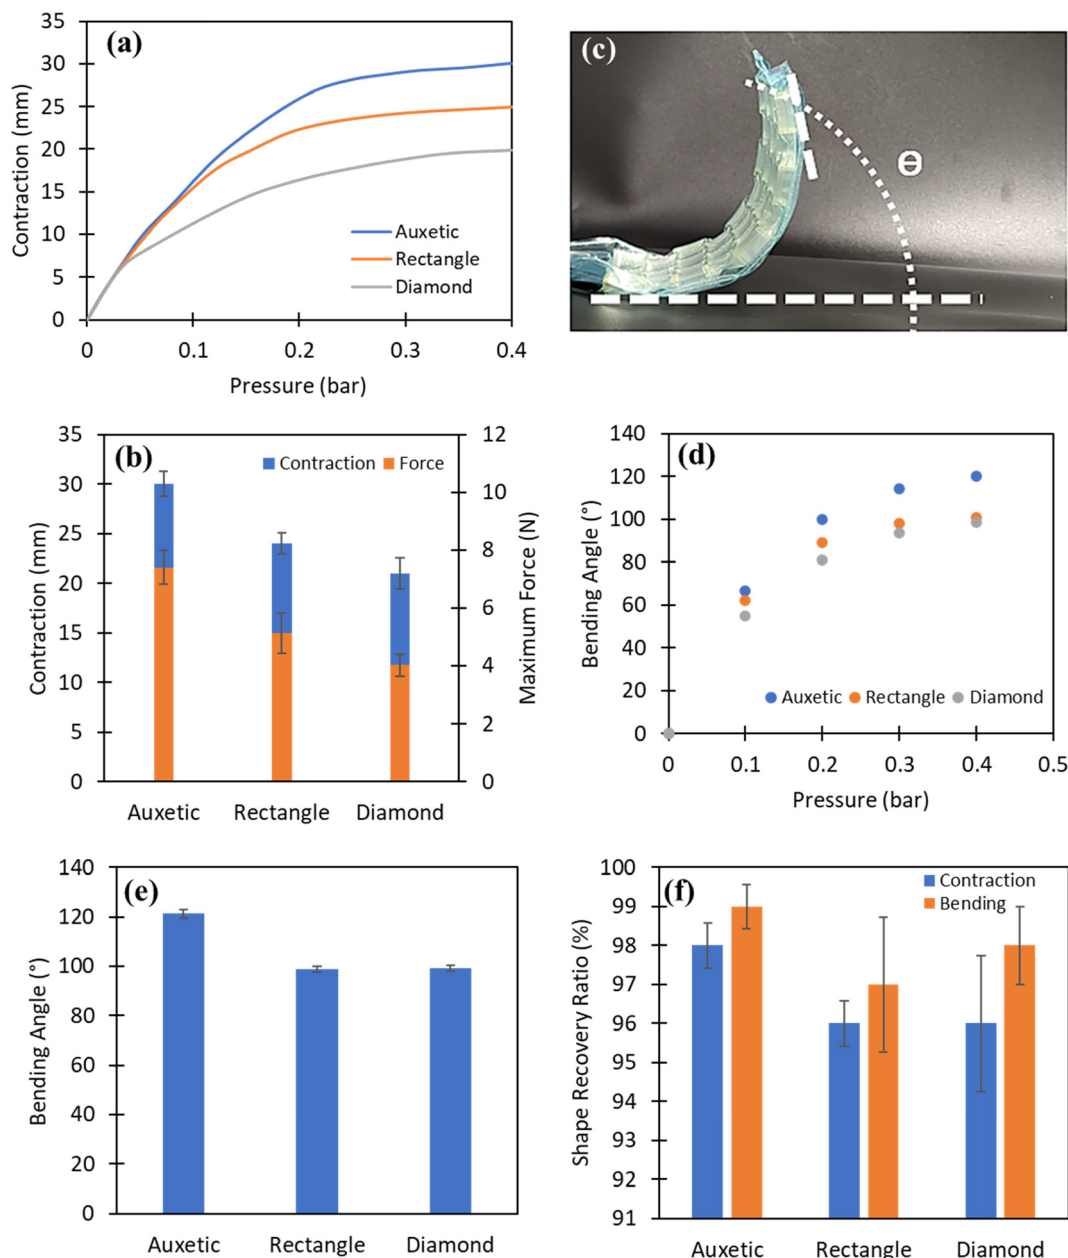 (a)
35
30
25
20
15
10
5
0
Contraction (mm)
Auxetic
Rectangle
Diamond
0 0.1 0.2 0.3 0.4
Pressure (bar)
(c)
ϴ
(b)
Contraction Force
35
30
25
20
15
10
5
0
Contraction (mm)
12
10
8
6
4
2
0
Maximum Force (N)
Auxetic Rectangle Diamond
(d)
140
120
100
80
60
40
20
0
Bending Angle (°)
Auxetic Rectangle Diamond
0 0.1 0.2 0.3 0.4 0.5
Pressure (bar)
(e)
140
120
100
80
60
40
20
0
Bending Angle (°)
Auxetic Rectangle Diamond
(f)
Contraction
Bending
100
99
98
97
96
95
94
93
92
91
Shape Recovery Ratio (%)
Auxetic Rectangle Diamond